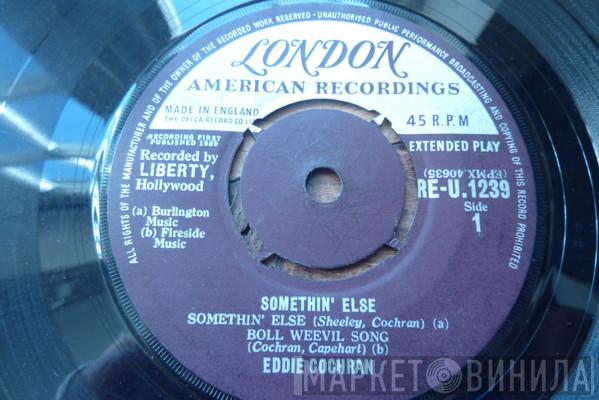 ALL RIGHTS OF THE MANUFACTURER AND OF THE OWNER OF THE RECORDED WORK RESERVED · UNAUTHORISED PUBLIC PERFORMANCE BROADCASTING AND COPYING OF THIS RECORD PROHIBITED
LONDON
AMERICAN RECORDINGS
MADE IN ENGLAND
THE DECCA RECORD CO LTD
45 R.P.M
RECORDING FIRST
PUBLISHED
EXTENDED PLAY
Recorded by
LIBERTY,
Hollywood
(EPMX.40635)
RE-U.1239
Side
1
(a) Burlington
Music
(b) Fireside
Music
SOMETHIN' ELSE
SOMETHIN' ELSE (Sheeley, Cochran) (a)
BOLL WEEVIL SONG
(Cochran, Capehart) (b)
EDDIE COCHRAN
МАРКЕТ ВИНИЛА